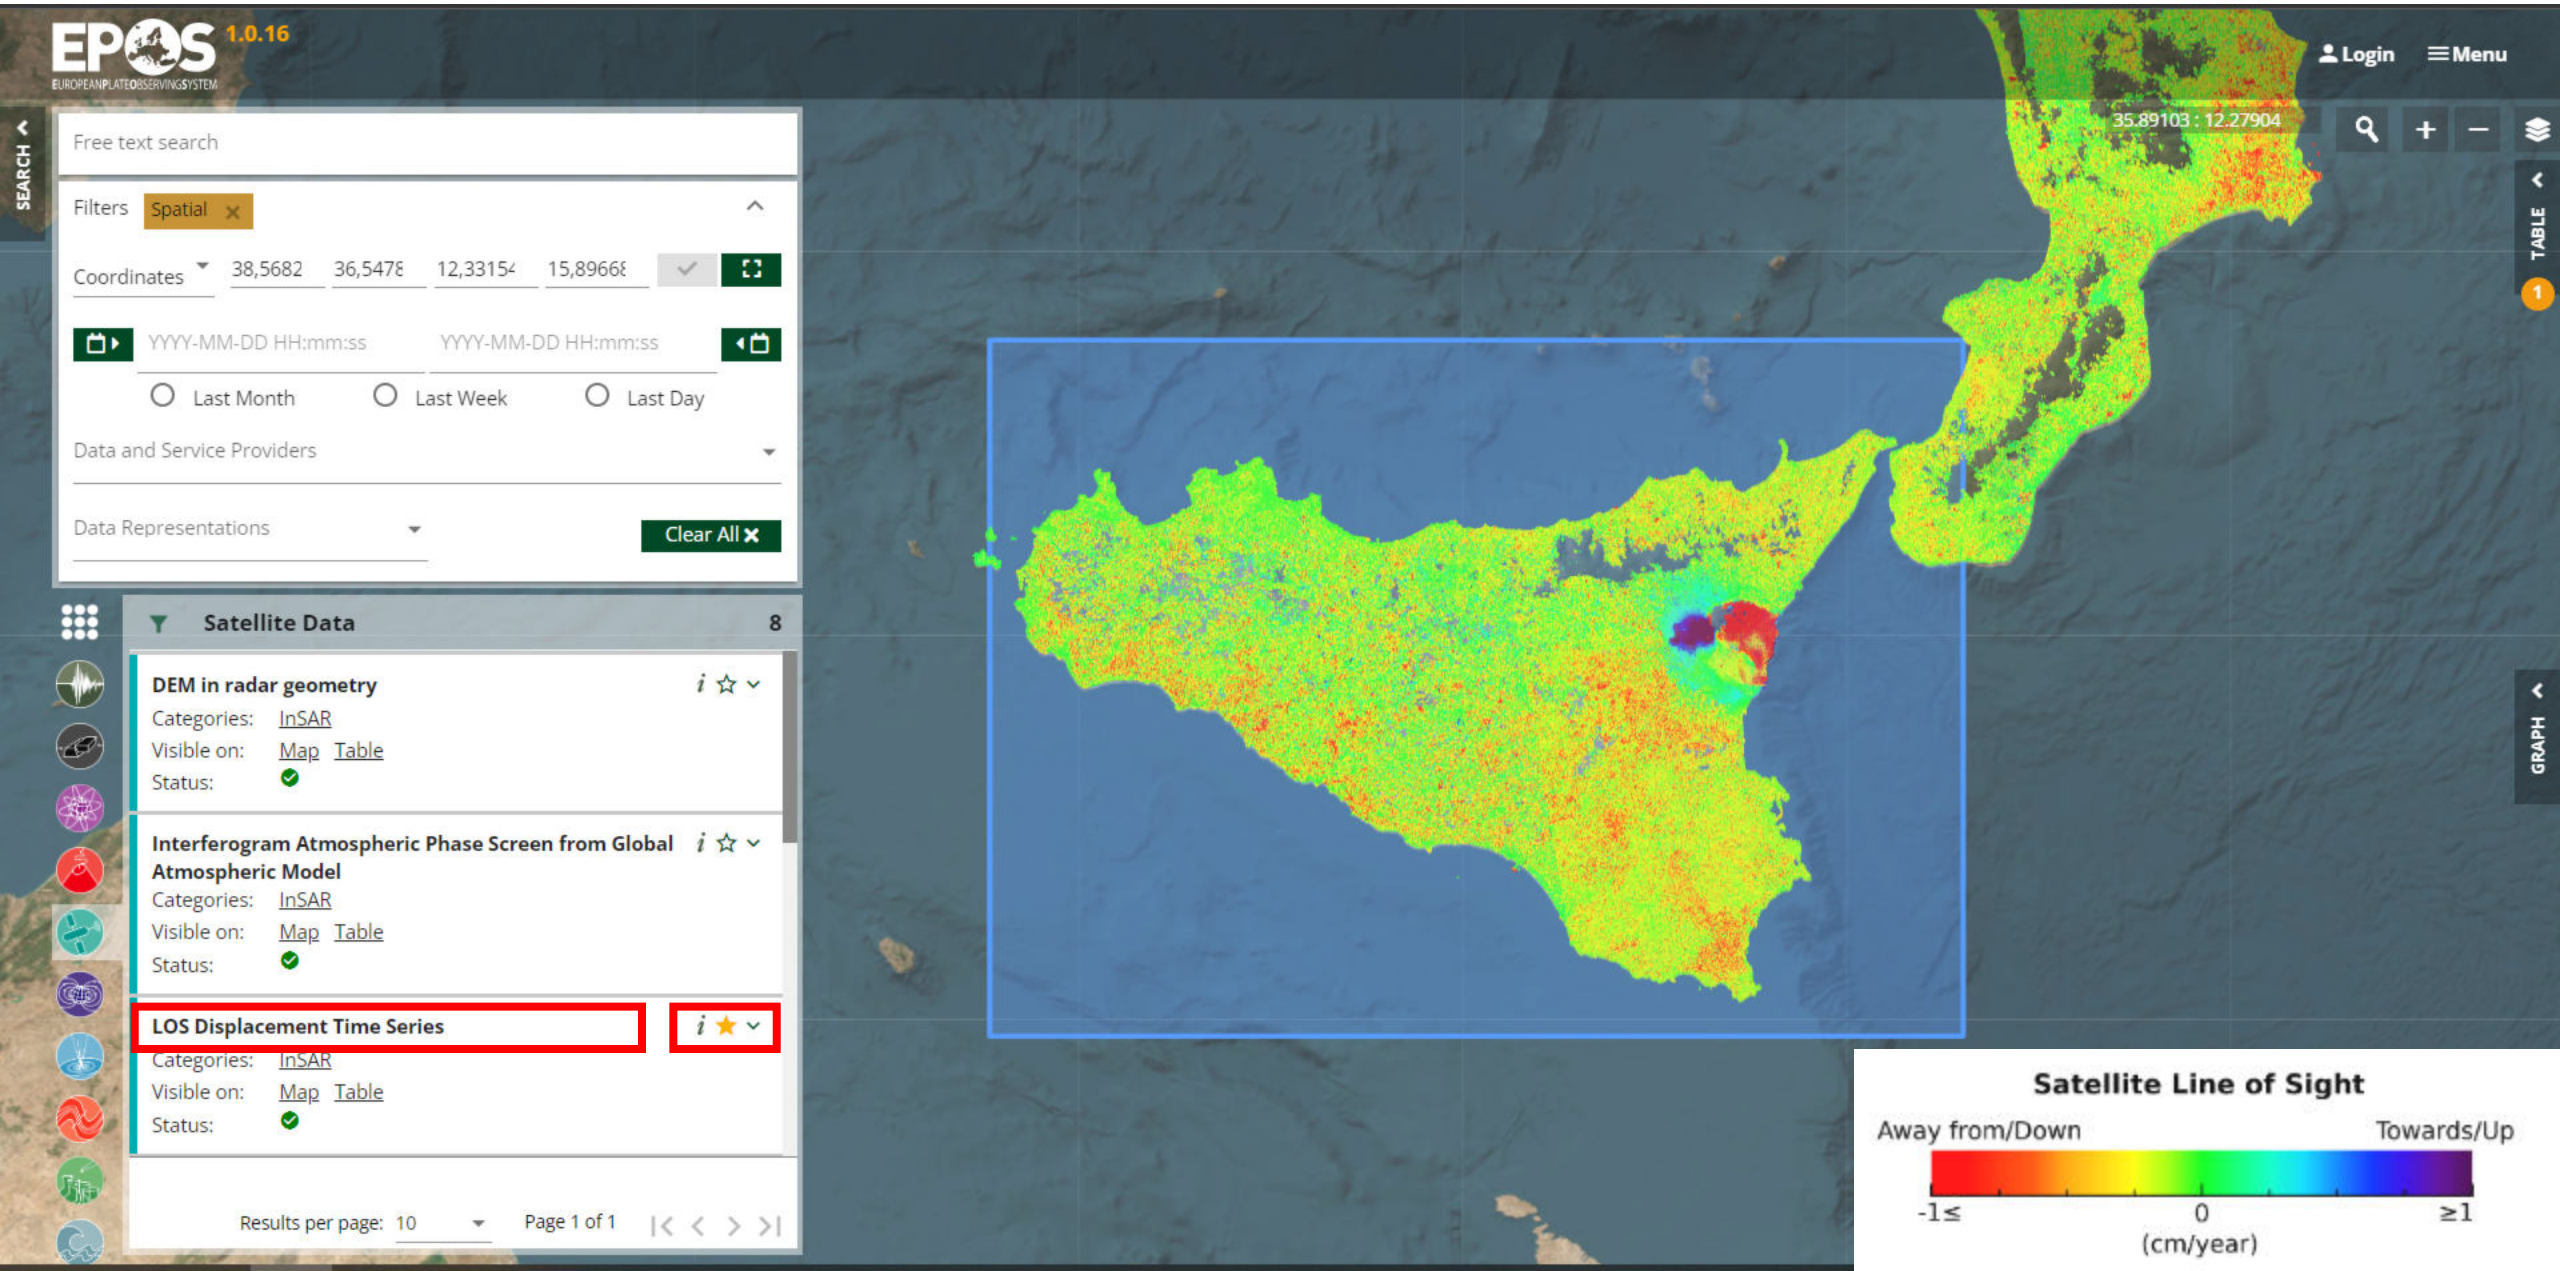 EPOS 1.0.16
EUROPEANPLATEOBSERVINGSYSTEM
Login
Menu
SEARCH
Free text search
Filters
Spatial
Coordinates
38,5682
36,5478
12,33154
15,89668
YYYY-MM-DD HH:mm:ss
YYYY-MM-DD HH:mm:ss
Last Month
Last Week
Last Day
Data and Service Providers
Data Representations
Clear All
Satellite Data
8
DEM in radar geometry
i
Categories: InSAR
Visible on: Map Table
Status:
Interferogram Atmospheric Phase Screen from Global
Atmospheric Model
i
Categories: InSAR
Visible on: Map Table
Status:
LOS Displacement Time Series
i
Categories: InSAR
Visible on: Map Table
Status:
Results per page: 10
Page 1 of 1
35.89103 : 12.27904
TABLE
1
GRAPH
Satellite Line of Sight
Away from/Down
Towards/Up
-1≤
0
≥1
(cm/year)